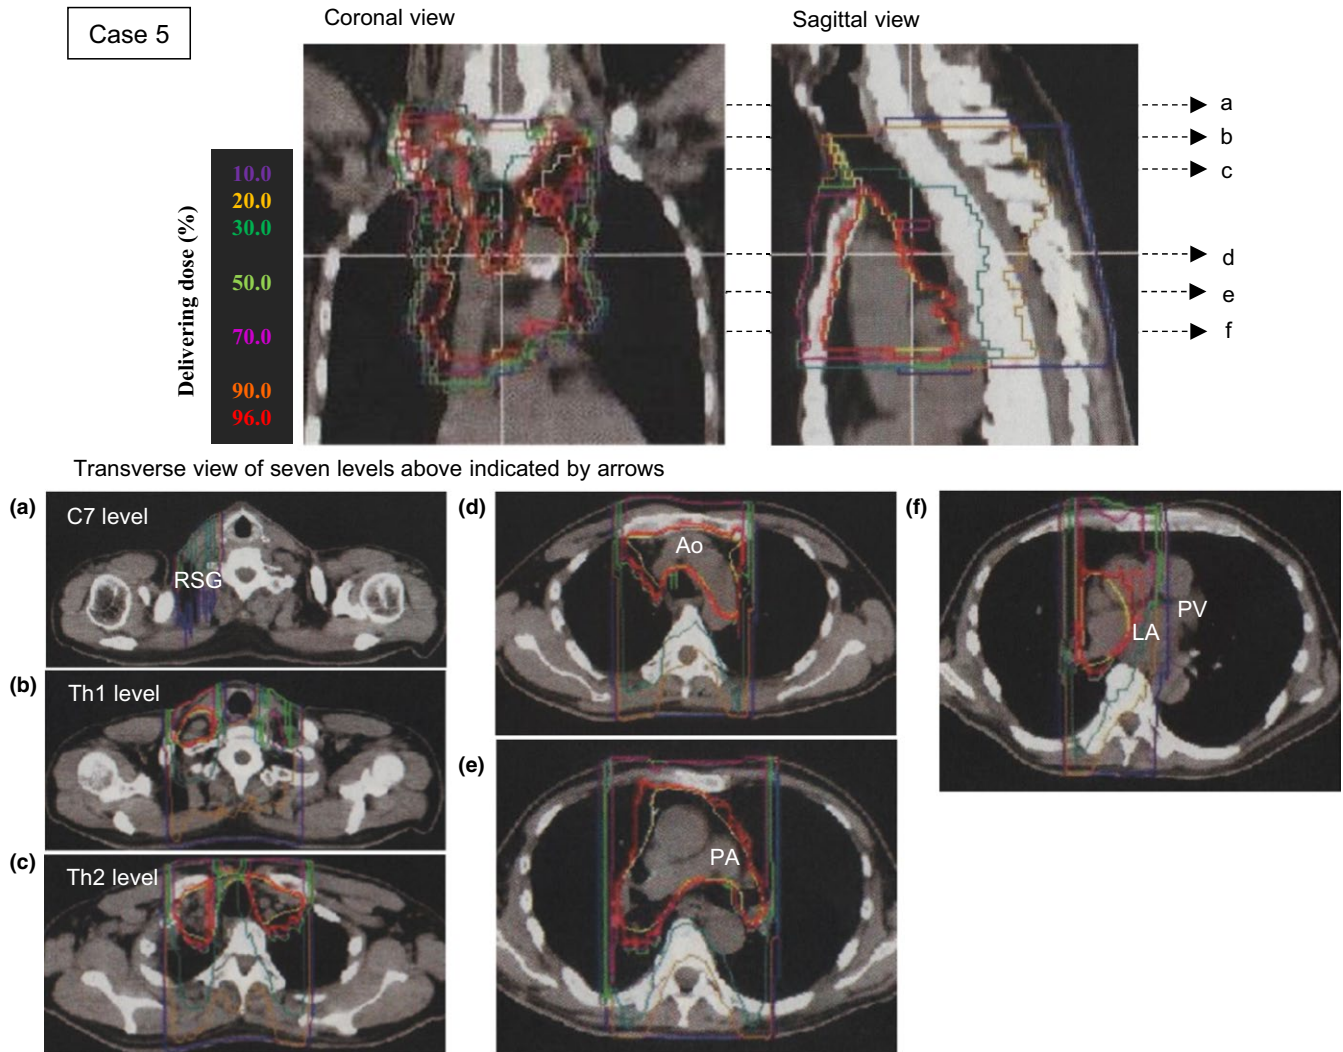 Case 5
Coronal view
Sagittal view
Delivering dose (%)
10.0
20.0
30.0
50.0
70.0
90.0
96.0
a
b
c
d
e
f
Transverse view of seven levels above indicated by arrows
(a)
C7 level
RSG
(b)
Th1 level
(c)
Th2 level
(d)
Ao
(e)
PA
(f)
PV
LA